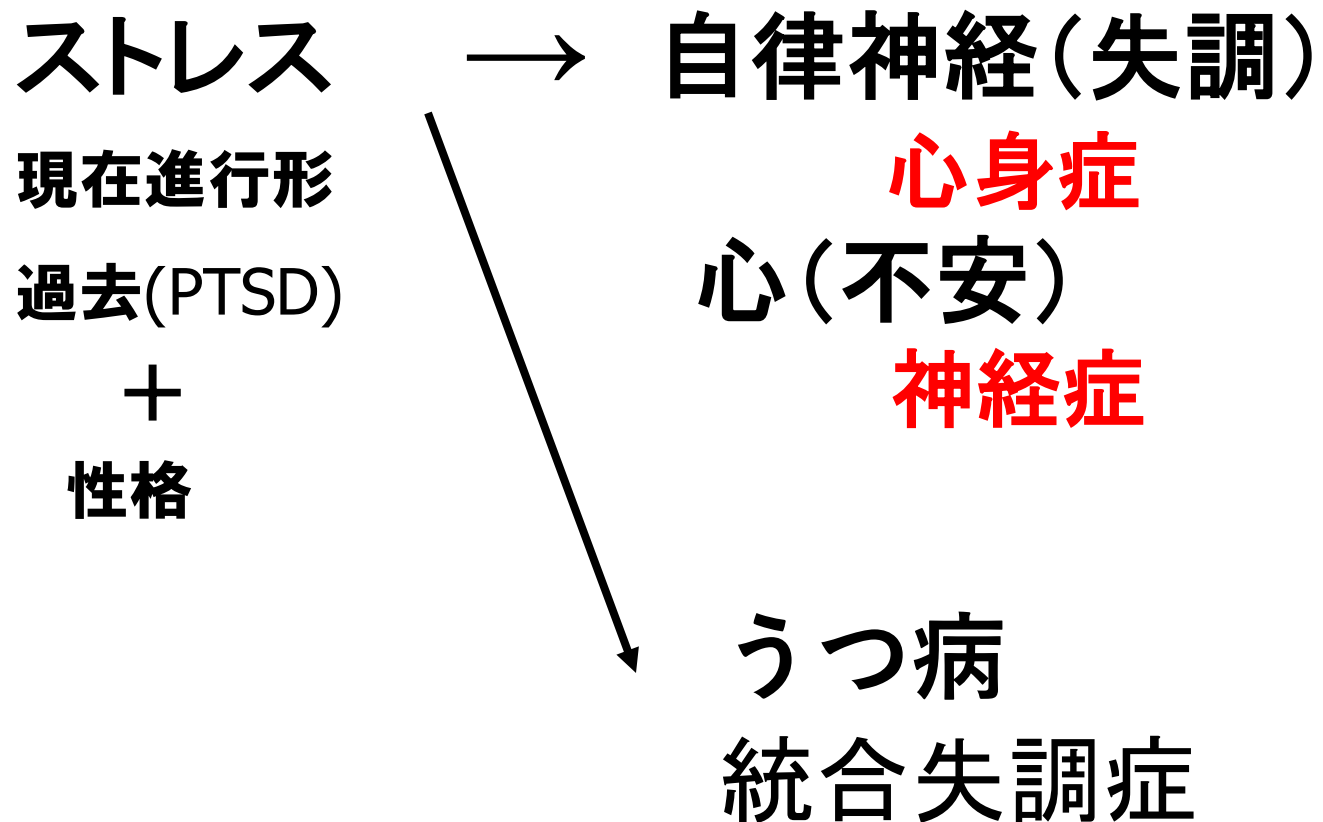 ストレス → 自律神経(失調)
現在進行形
過去(PTSD)
+
性格
心身症
心(不安)
神経症
うつ病
統合失調症